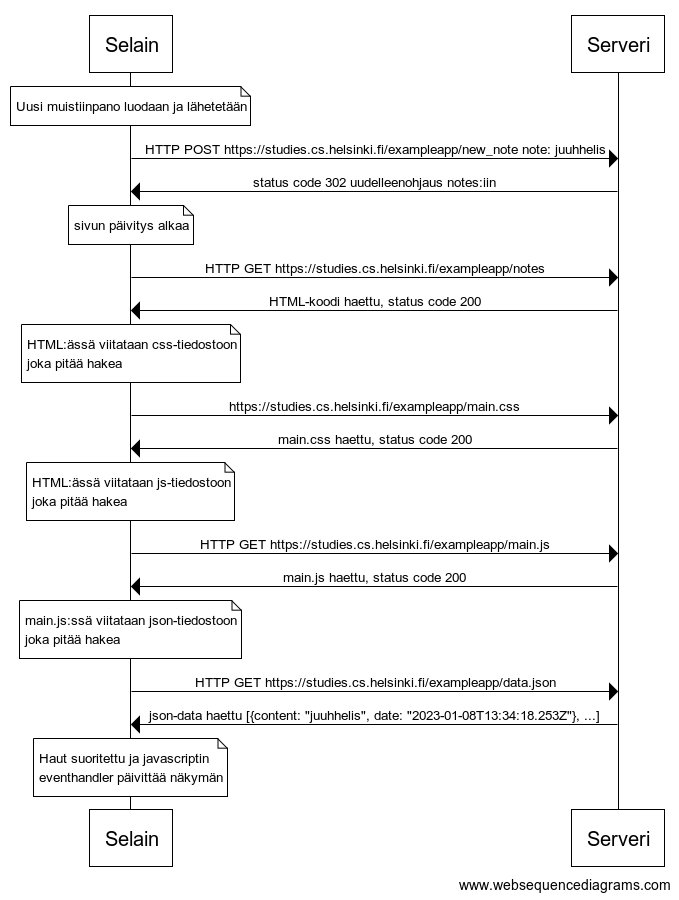 Selain
Serveri
Uusi muistiinpano luodaan ja lähetetään
HTTP POST https://studies.cs.helsinki.fi/exampleapp/new_note note: juuhhelis
status code 302 uudelleenohjaus notes:iin
sivun päivitys alkaa
HTTP GET https://studies.cs.helsinki.fi/exampleapp/notes
HTML-koodi haettu, status code 200
HTML:ässä viitataan css-tiedostoon
joka pitää hakea
https://studies.cs.helsinki.fi/exampleapp/main.css
main.css haettu, status code 200
HTML:ässä viitataan js-tiedostoon
joka pitää hakea
HTTP GET https://studies.cs.helsinki.fi/exampleapp/main.js
main.js haettu, status code 200
main.js:ssä viitataan json-tiedostoon
joka pitää hakea
HTTP GET https://studies.cs.helsinki.fi/exampleapp/data.json
json-data haettu [{content: "juuhhelis", date: "2023-01-08T13:34:18.253Z"}, ...]
Haut suoritettu ja javascriptin
eventhandler päivittää näkymän
Selain
Serveri
www.websequencediagrams.com